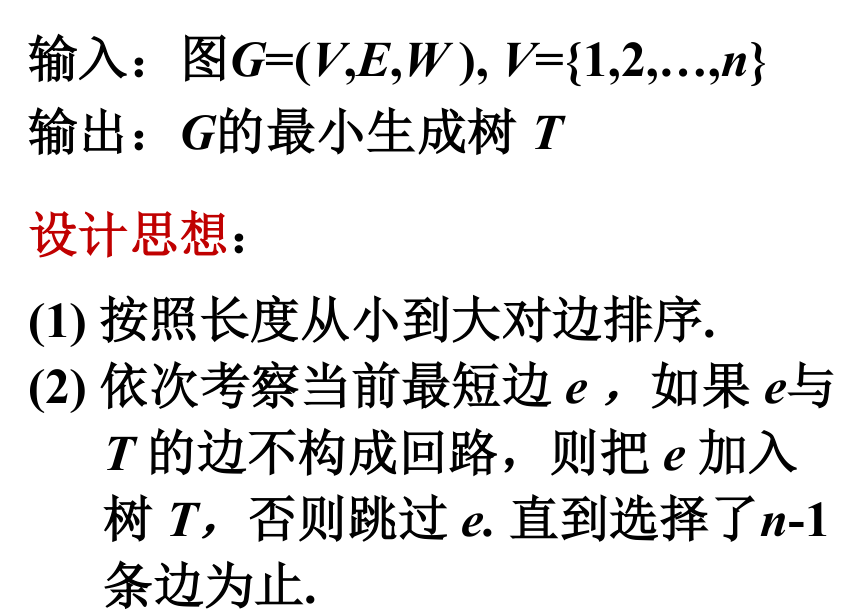 输入：图G=(V,E,W ), V={1,2,…,n}
输出：G的最小生成树 T
设计思想：
(1) 按照长度从小到大对边排序.
(2) 依次考察当前最短边 e ，如果 e与
T 的边不构成回路，则把 e 加入
树 T，否则跳过 e. 直到选择了n-1
条边为止.